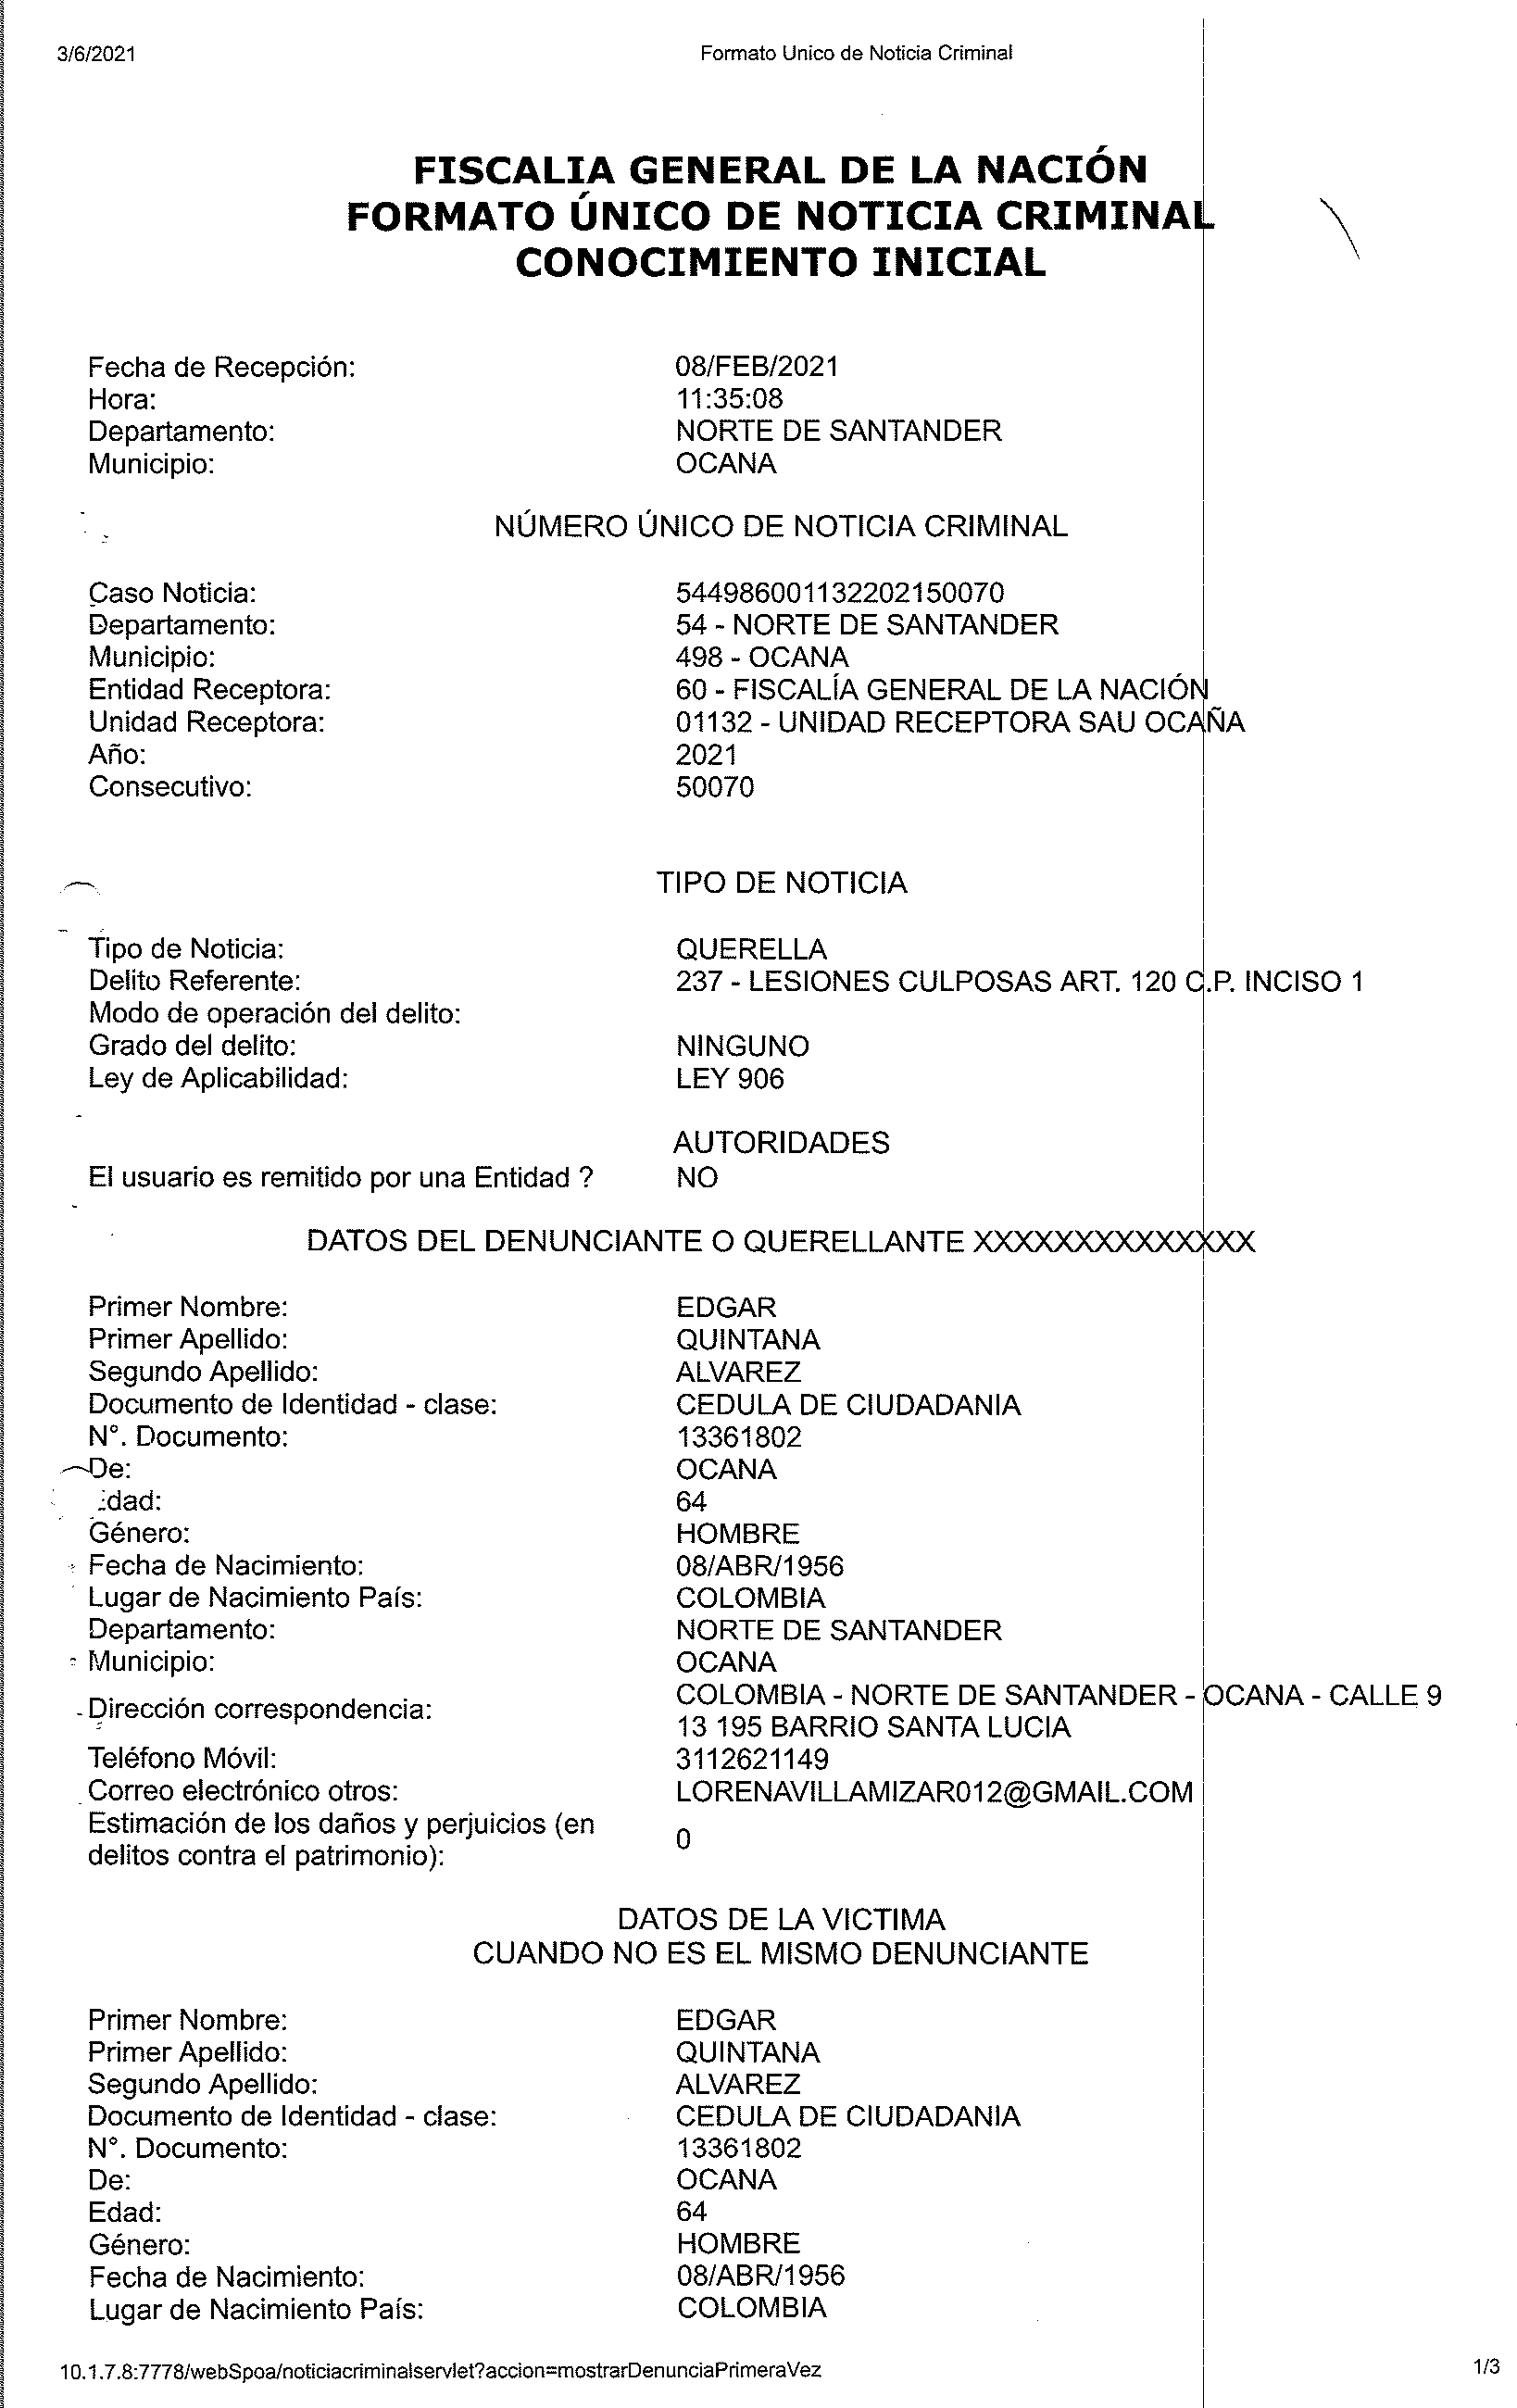 3/6/2021 Formato Unico de Noticia Criminal
FISCALIA GENERAL DE LA NACIÓN
FORMATO ÚNICO DE NOTICIA CRIMINAL
CONOCIMIENTO INICIAL
Fecha de Recepción: 08/FEB/2021
Hora: 11:35:08
Departamento: NORTE DE SANTANDER
Municipio: OCANA
NÚMERO ÚNICO DE NOTICIA CRIMINAL
Caso Noticia: 544986001132202150070
Departamento: 54 - NORTE DE SANTANDER
Municipio: 498 - OCANA
Entidad Receptora: 60 - FISCALÍA GENERAL DE LA NACIÓN
Unidad Receptora: 01132 - UNIDAD RECEPTORA SAU OCAÑA
Año: 2021
Consecutivo: 50070
TIPO DE NOTICIA
Tipo de Noticia: QUERELLA
Delito Referente: 237 - LESIONES CULPOSAS ART. 120 C.P. INCISO 1
Modo de operación del delito:
Grado del delito: NINGUNO
Ley de Aplicabilidad: LEY 906
AUTORIDADES
El usuario es remitido por una Entidad ? NO
DATOS DEL DENUNCIANTE O QUERELLANTE XXXXXXXXXXXXXX
Primer Nombre: EDGAR
Primer Apellido: QUINTANA
Segundo Apellido: ALVAREZ
Documento de Identidad - clase: CEDULA DE CIUDADANIA
N°. Documento: 13361802
De: OCANA
Edad: 64
Género: HOMBRE
Fecha de Nacimiento: 08/ABR/1956
Lugar de Nacimiento País: COLOMBIA
Departamento: NORTE DE SANTANDER
Municipio: OCANA
Dirección correspondencia: COLOMBIA - NORTE DE SANTANDER - OCANA - CALLE 9
13 195 BARRIO SANTA LUCIA
Teléfono Móvil: 3112621149
Correo electrónico otros: LORENAVILLAMIZAR012@GMAIL.COM
Estimación de los daños y perjuicios (en
delitos contra el patrimonio): 0
DATOS DE LA VICTIMA
CUANDO NO ES EL MISMO DENUNCIANTE
Primer Nombre: EDGAR
Primer Apellido: QUINTANA
Segundo Apellido: ALVAREZ
Documento de Identidad - clase: CEDULA DE CIUDADANIA
N°. Documento: 13361802
De: OCANA
Edad: 64
Género: HOMBRE
Fecha de Nacimiento: 08/ABR/1956
Lugar de Nacimiento País: COLOMBIA
10.1.7.8:7778/webSpoa/noticiacriminalservlet?accion=mostrarDenunciaPrimeraVez 1/3